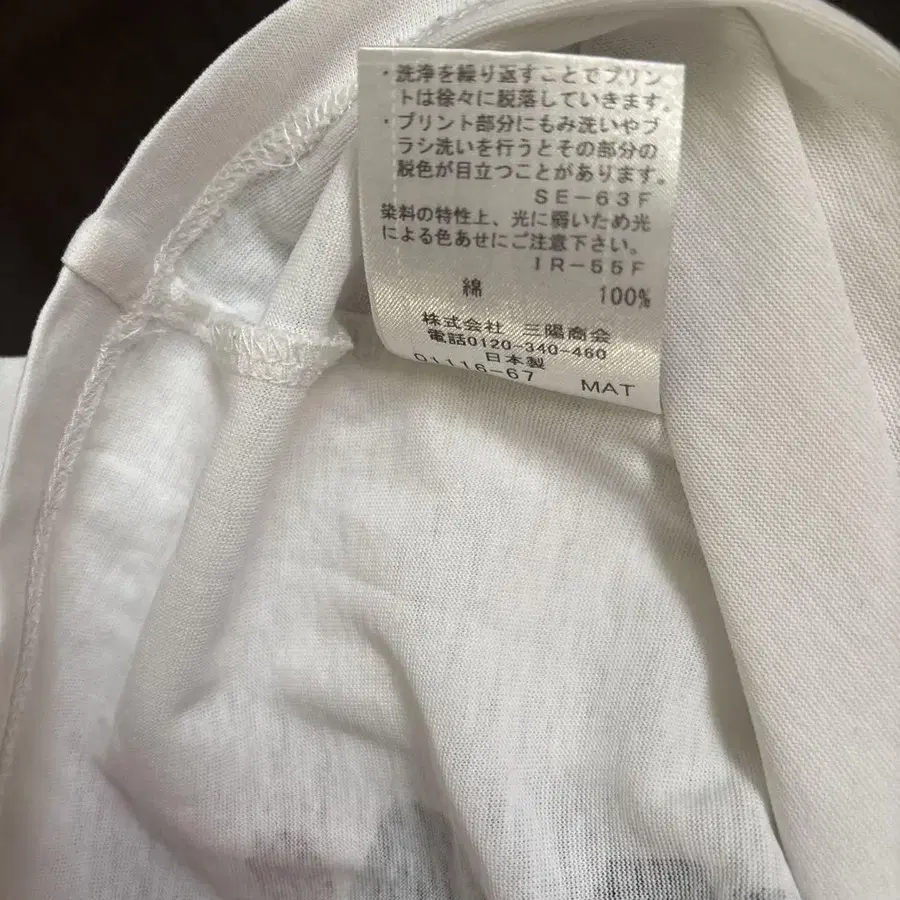 ・洗浄を繰り返すことでプリン
トは徐々に脱落していきます。
・プリント部分にもみ洗いやブ
ラシ洗いを行うとその部分の
脱色が目立つことがあります。
SE-63F
染料の特性上、光に弱いため光
による色あせにご注意下さい。
IR-55F
綿 100%
株式会社 三陽商会
電話0120-340-460
日本製
01116-67 MAT